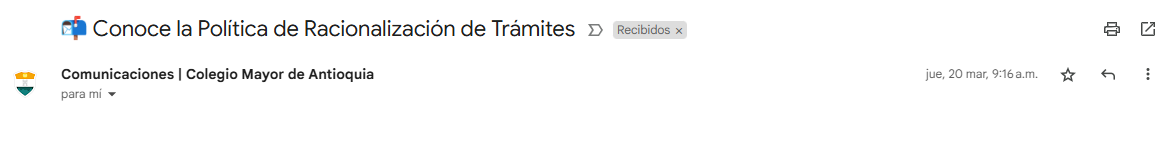 📬 Conoce la Política de Racionalización de Trámites Recibidos ×
Comunicaciones | Colegio Mayor de Antioquia
jue, 20 mar, 9:16 a.m.
para mí